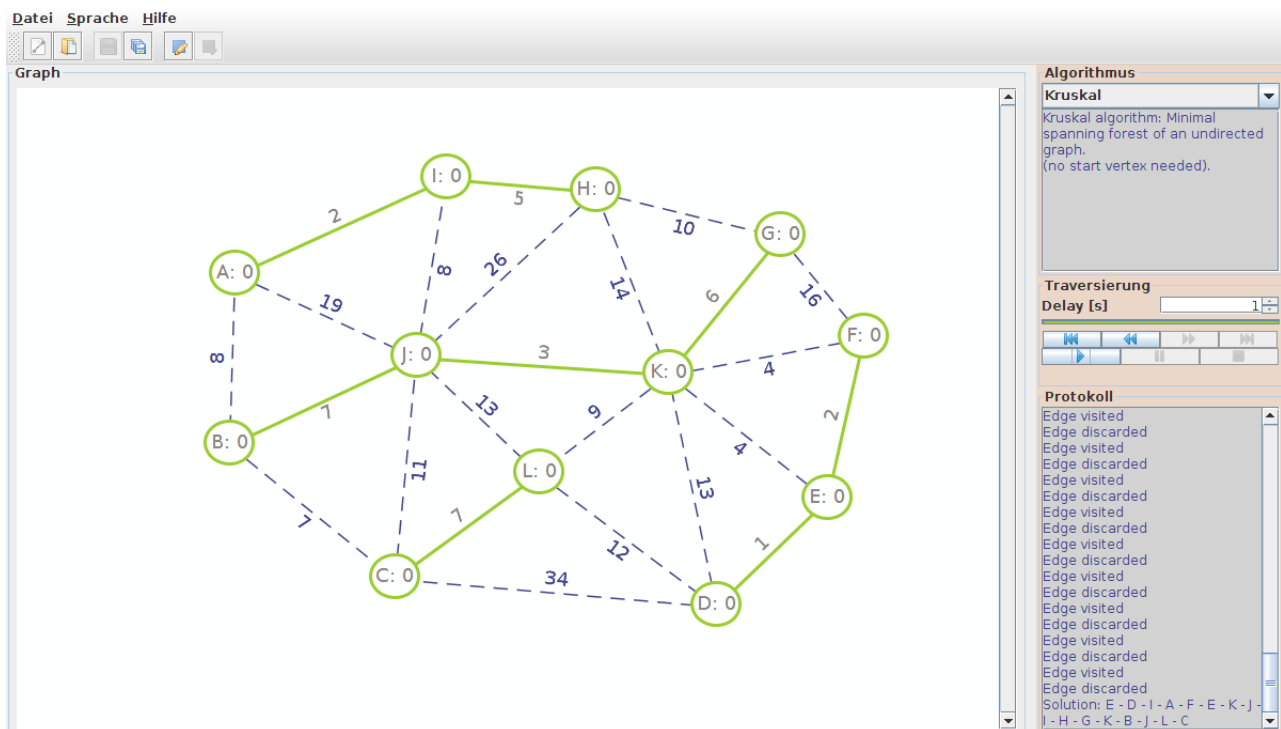 Datei Sprache Hilfe
Graph
I: 0
H: 0
5
2
G: 0
10
A: 0
8
26
14
16
19
6
F: 0
J: 0
3
K: 0
4
8
7
13
9
2
B: 0
11
4
L: 0
13
E: 0
7
7
12
1
C: 0
34
D: 0
Algorithmus
Kruskal
Kruskal algorithm: Minimal
spanning forest of an undirected
graph.
(no start vertex needed).
Traversierung
Delay [s] 1
Protokoll
Edge visited
Edge discarded
Edge visited
Edge discarded
Edge visited
Edge discarded
Edge visited
Edge discarded
Edge visited
Edge discarded
Edge visited
Edge discarded
Edge visited
Edge discarded
Edge visited
Edge discarded
Edge visited
Edge discarded
Solution: E - D - I - A - F - E - K - J -
I - H - G - K - B - J - L - C